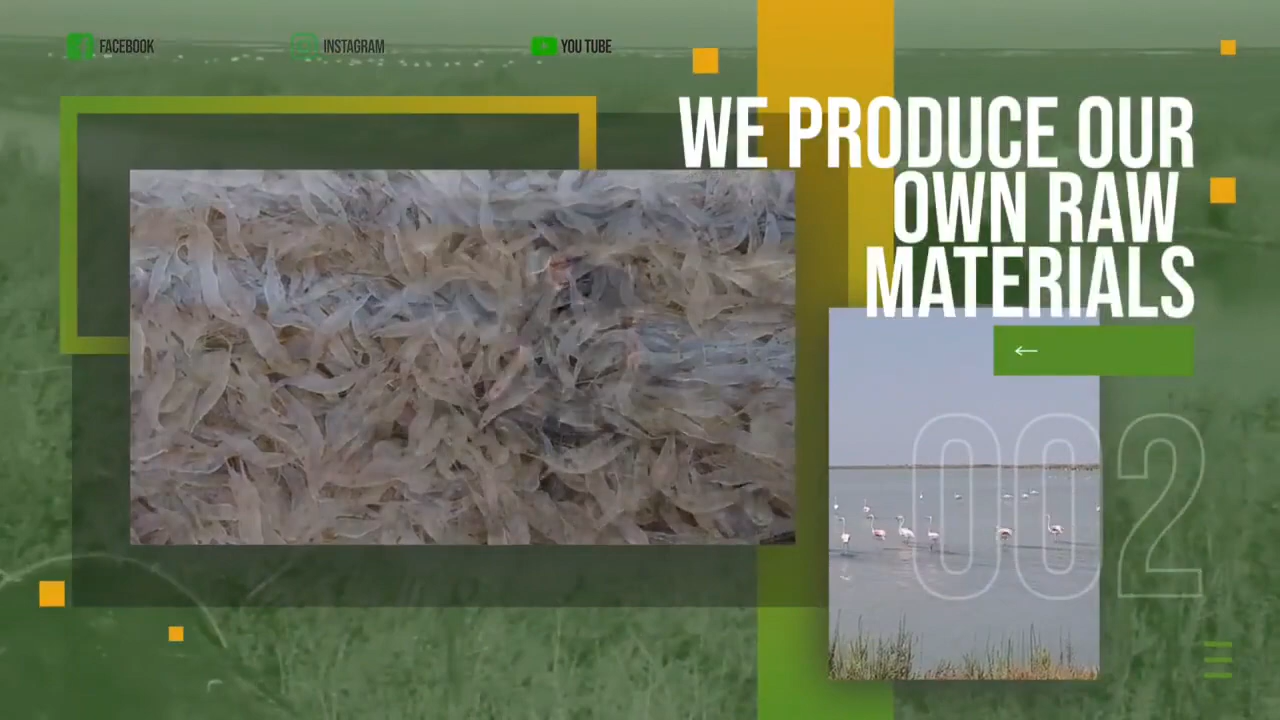 FACEBOOK
INSTAGRAM
YOU TUBE
WE PRODUCE OUR
OWN RAW
MATERIALS
002